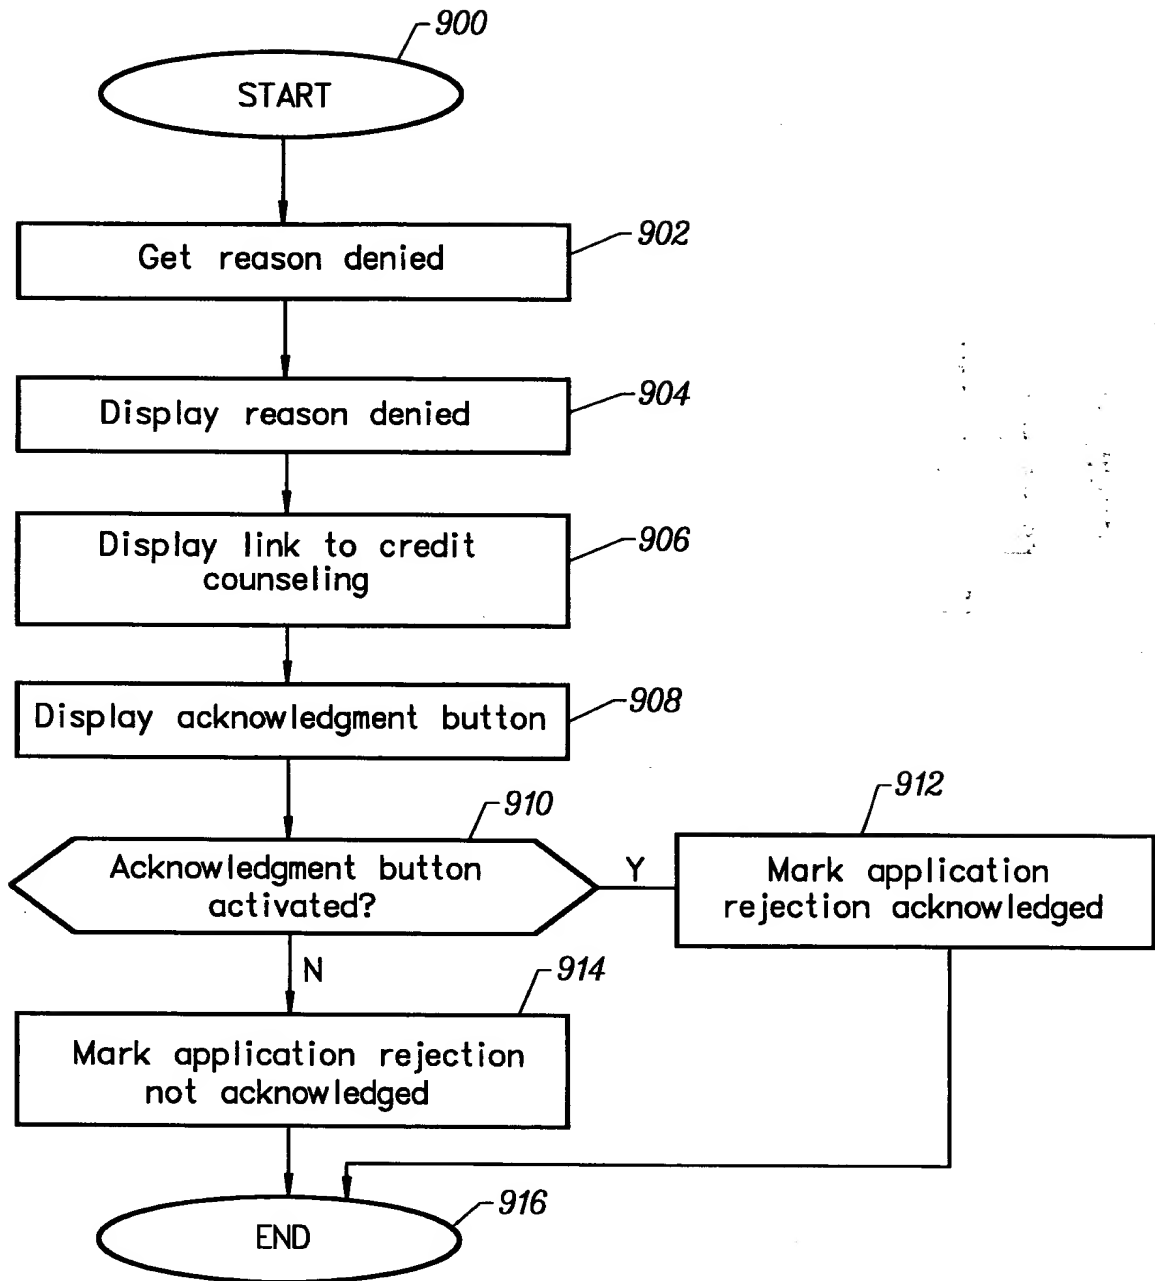 900
START
902
Get reason denied
904
Display reason denied
906
Display link to credit
counseling
908
Display acknowledgment button
910
Acknowledgment button
activated?
Y
912
Mark application
rejection acknowledged
N
914
Mark application rejection
not acknowledged
916
END